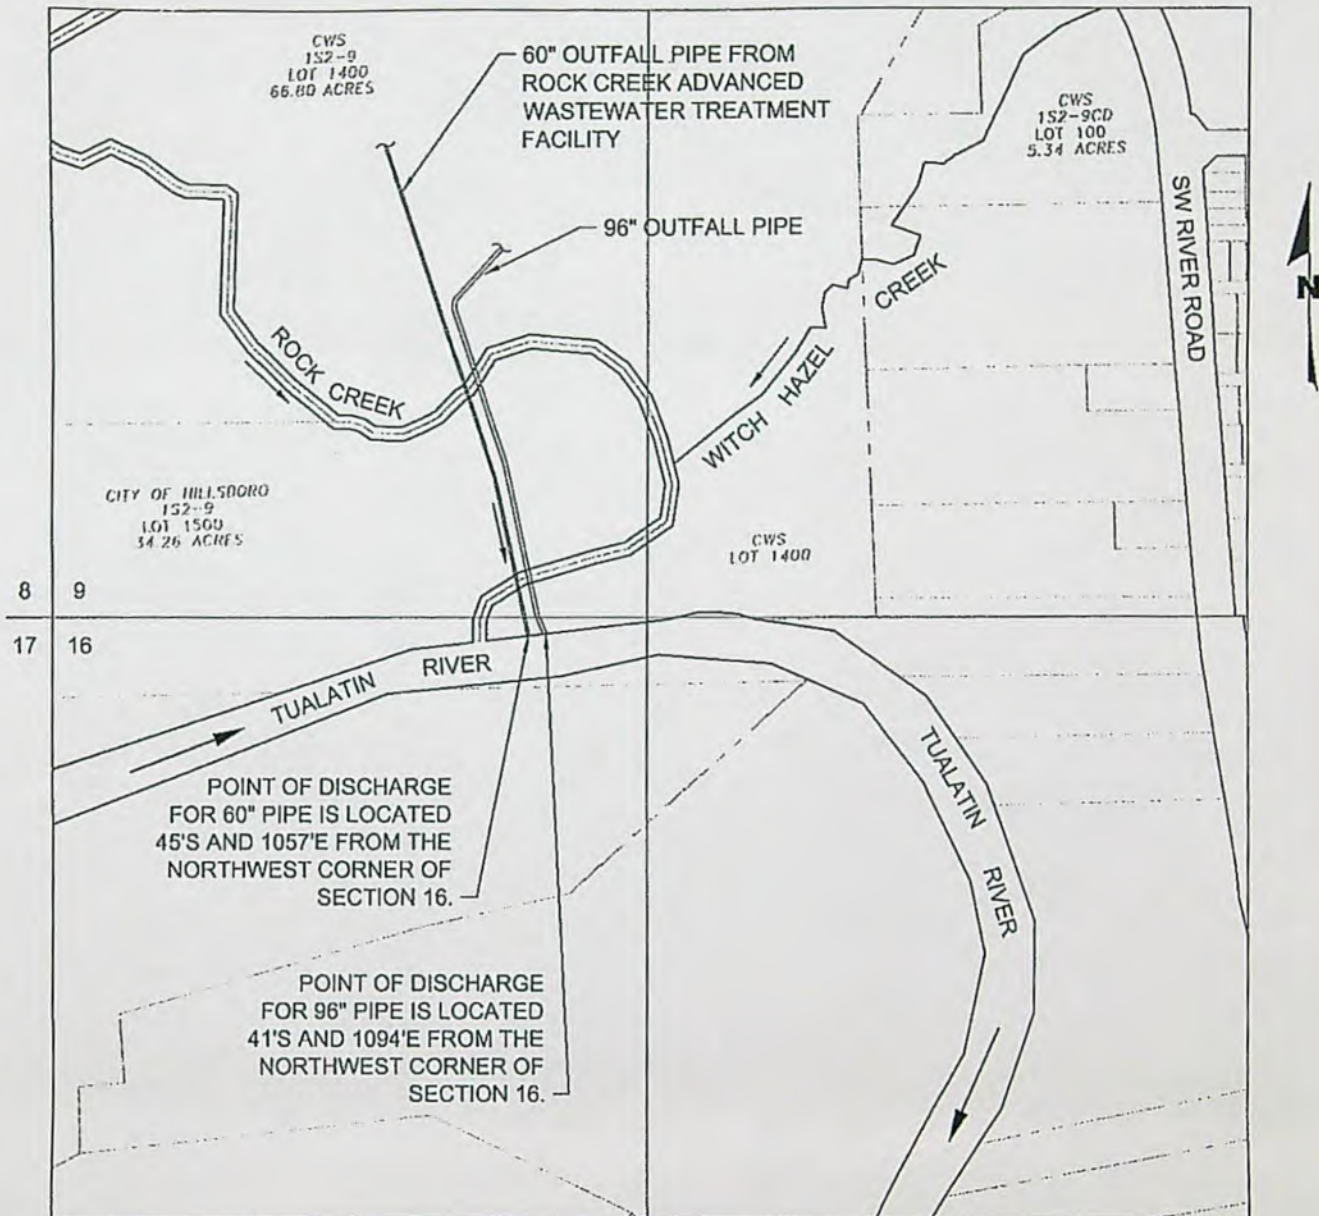 CWS
1S2-9
LOT 1400
66.80 ACRES
60" OUTFALL PIPE FROM
ROCK CREEK ADVANCED
WASTEWATER TREATMENT
FACILITY
CWS
1S2-9CD
LOT 100
5.34 ACRES
96" OUTFALL PIPE
SW RIVER ROAD
N
ROCK CREEK
WITCH HAZEL CREEK
CITY OF HILLSBORO
1S2-9
LOT 1500
34.26 ACRES
CWS
LOT 1400
8 9
17 16
TUALATIN RIVER
TUALATIN RIVER
POINT OF DISCHARGE
FOR 60" PIPE IS LOCATED
45'S AND 1057'E FROM THE
NORTHWEST CORNER OF
SECTION 16.
POINT OF DISCHARGE
FOR 96" PIPE IS LOCATED
41'S AND 1094'E FROM THE
NORTHWEST CORNER OF
SECTION 16.